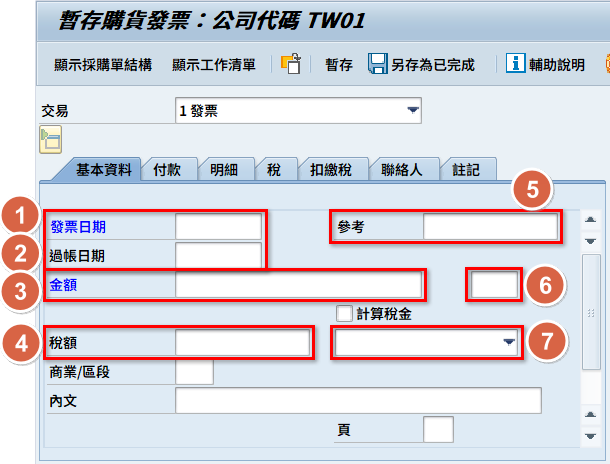 暫存購貨發票：公司代碼 TW01
顯示採購單結構 顯示工作清單 暫存 另存為已完成 輔助說明
交易 1 發票
基本資料 付款 明細 稅 扣繳稅 聯絡人 註記
5
1 發票日期 參考
2 過帳日期
3 金額 6
計算稅金
4 稅額 7
商業/區段
內文
頁